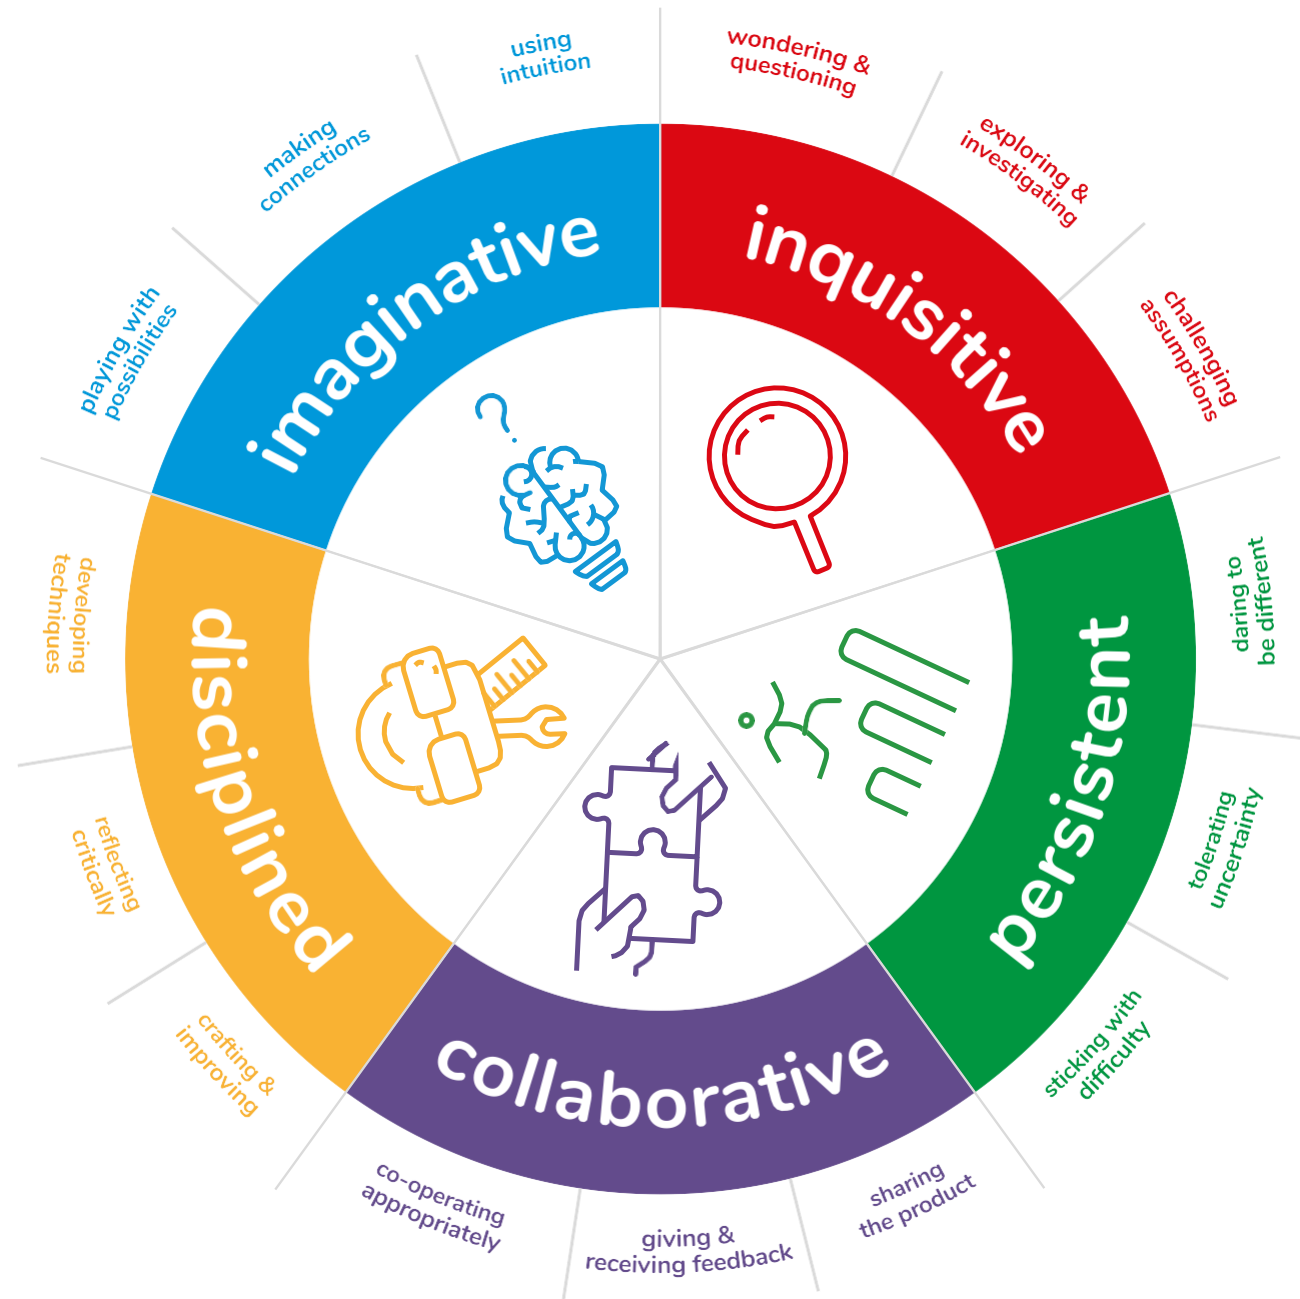 inquisitive
wondering &
questioning
exploring &
investigating
challenging
assumptions
persistent
daring to
be different
tolerating
uncertainty
sticking with
difficulty
collaborative
sharing
the product
giving &
receiving feedback
co-operating
appropriately
disciplined
crafting &
improving
reflecting
critically
developing
techniques
imaginative
playing with
possibilities
making
connections
using
intuition
?